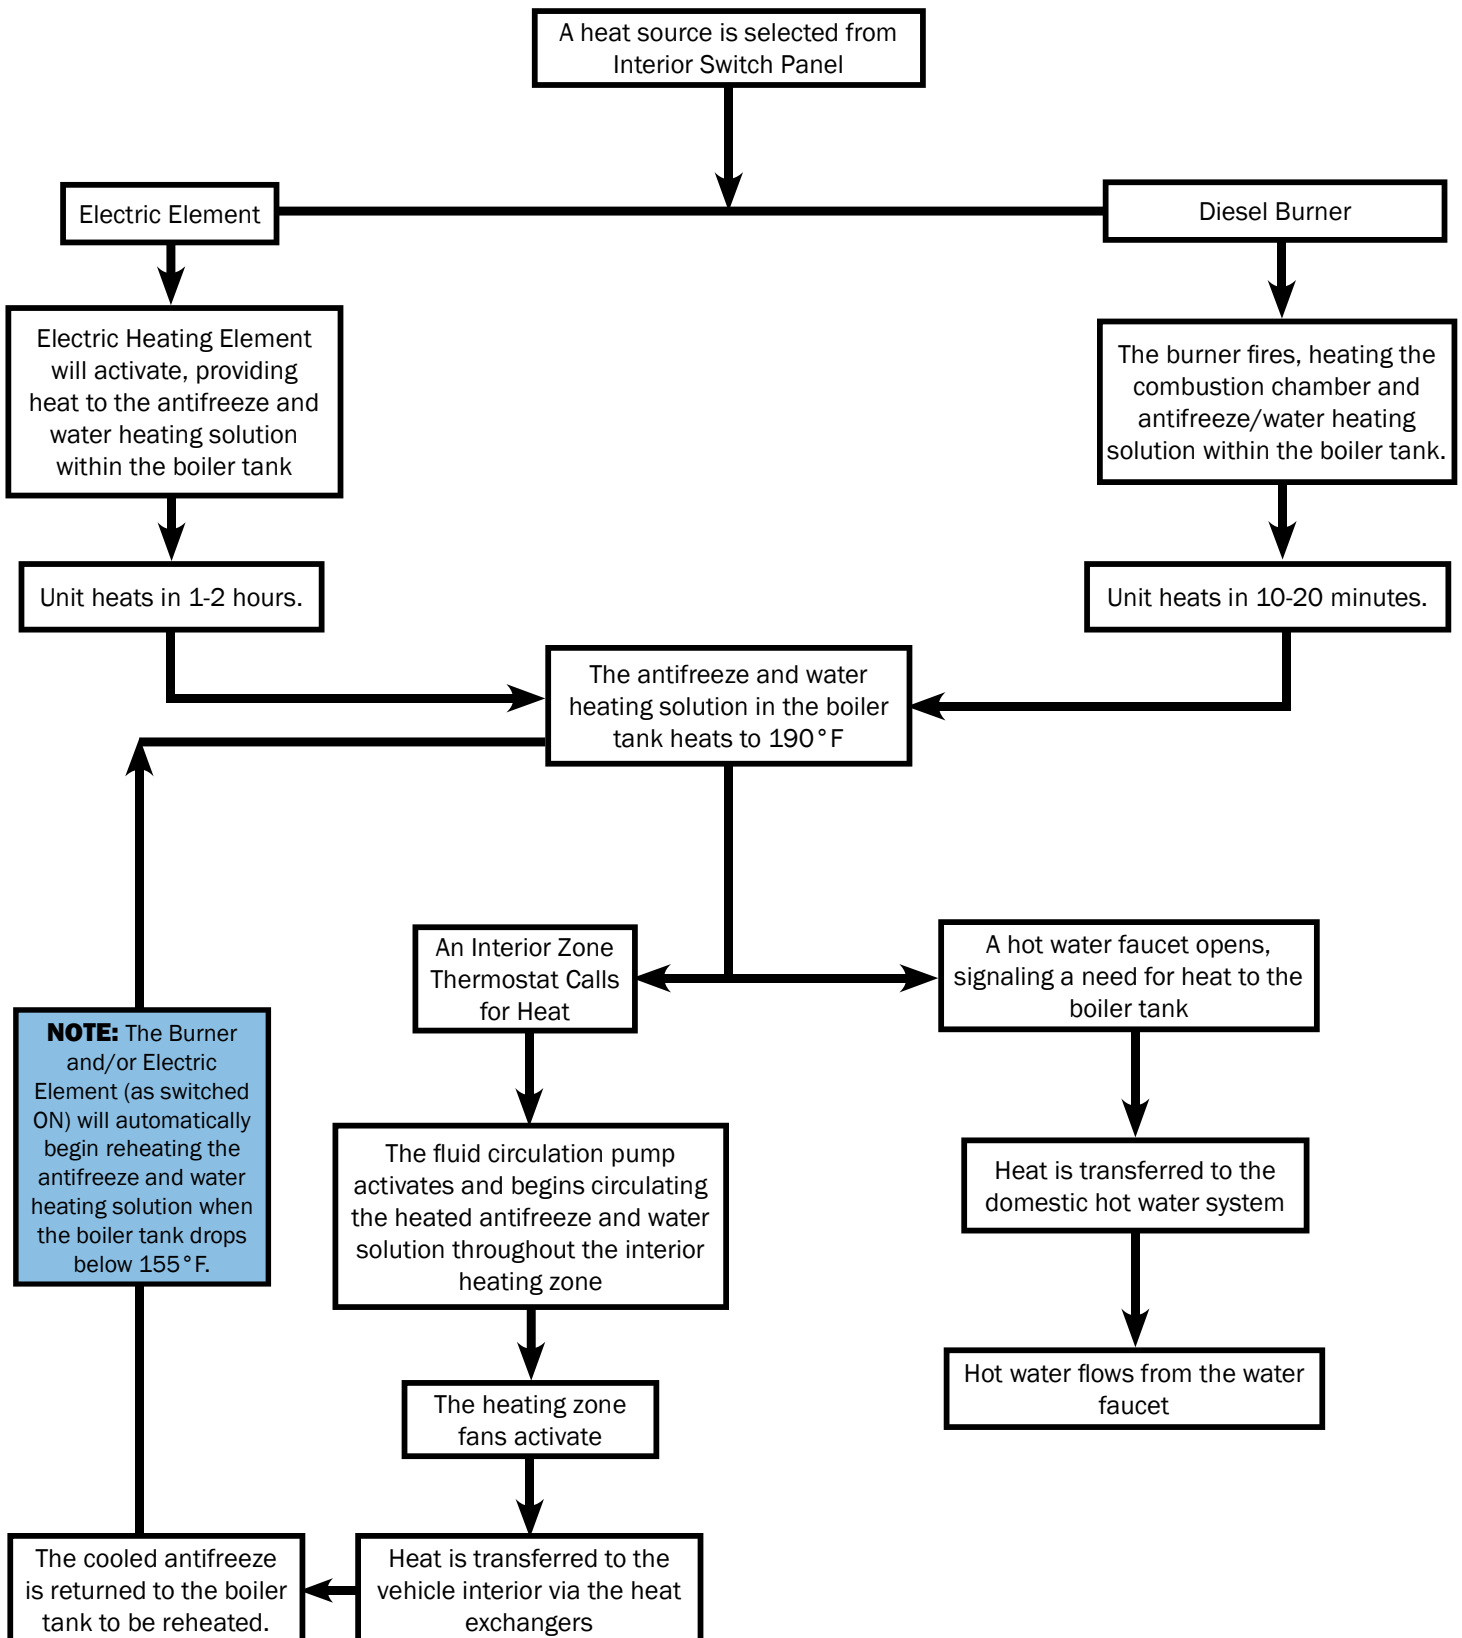 A heat source is selected from
Interior Switch Panel
Electric Element
Diesel Burner
Electric Heating Element
will activate, providing
heat to the antifreeze and
water heating solution
within the boiler tank
The burner fires, heating the
combustion chamber and
antifreeze/water heating
solution within the boiler tank.
Unit heats in 1-2 hours.
Unit heats in 10-20 minutes.
The antifreeze and water
heating solution in the boiler
tank heats to 190°F
An Interior Zone
Thermostat Calls
for Heat
A hot water faucet opens,
signaling a need for heat to the
boiler tank
NOTE: The Burner
and/or Electric
Element (as switched
ON) will automatically
begin reheating the
antifreeze and water
heating solution when
the boiler tank drops
below 155°F.
The fluid circulation pump
activates and begins circulating
the heated antifreeze and water
solution throughout the interior
heating zone
Heat is transferred to the
domestic hot water system
The heating zone
fans activate
Hot water flows from the water
faucet
The cooled antifreeze
is returned to the boiler
tank to be reheated.
Heat is transferred to the
vehicle interior via the heat
exchangers